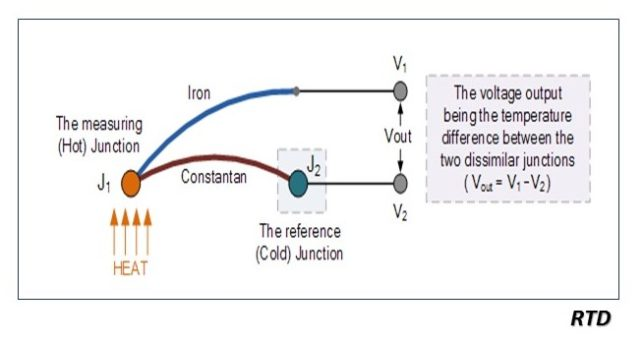 V₁
Iron
The voltage output
being the temperature
difference between the
two dissimilar junctions
( Vout = V₁ - V₂ )
The measuring
(Hot) Junction
Vout
J₁
Constantan
J₂
V₂
The reference
(Cold) Junction
HEAT
RTD